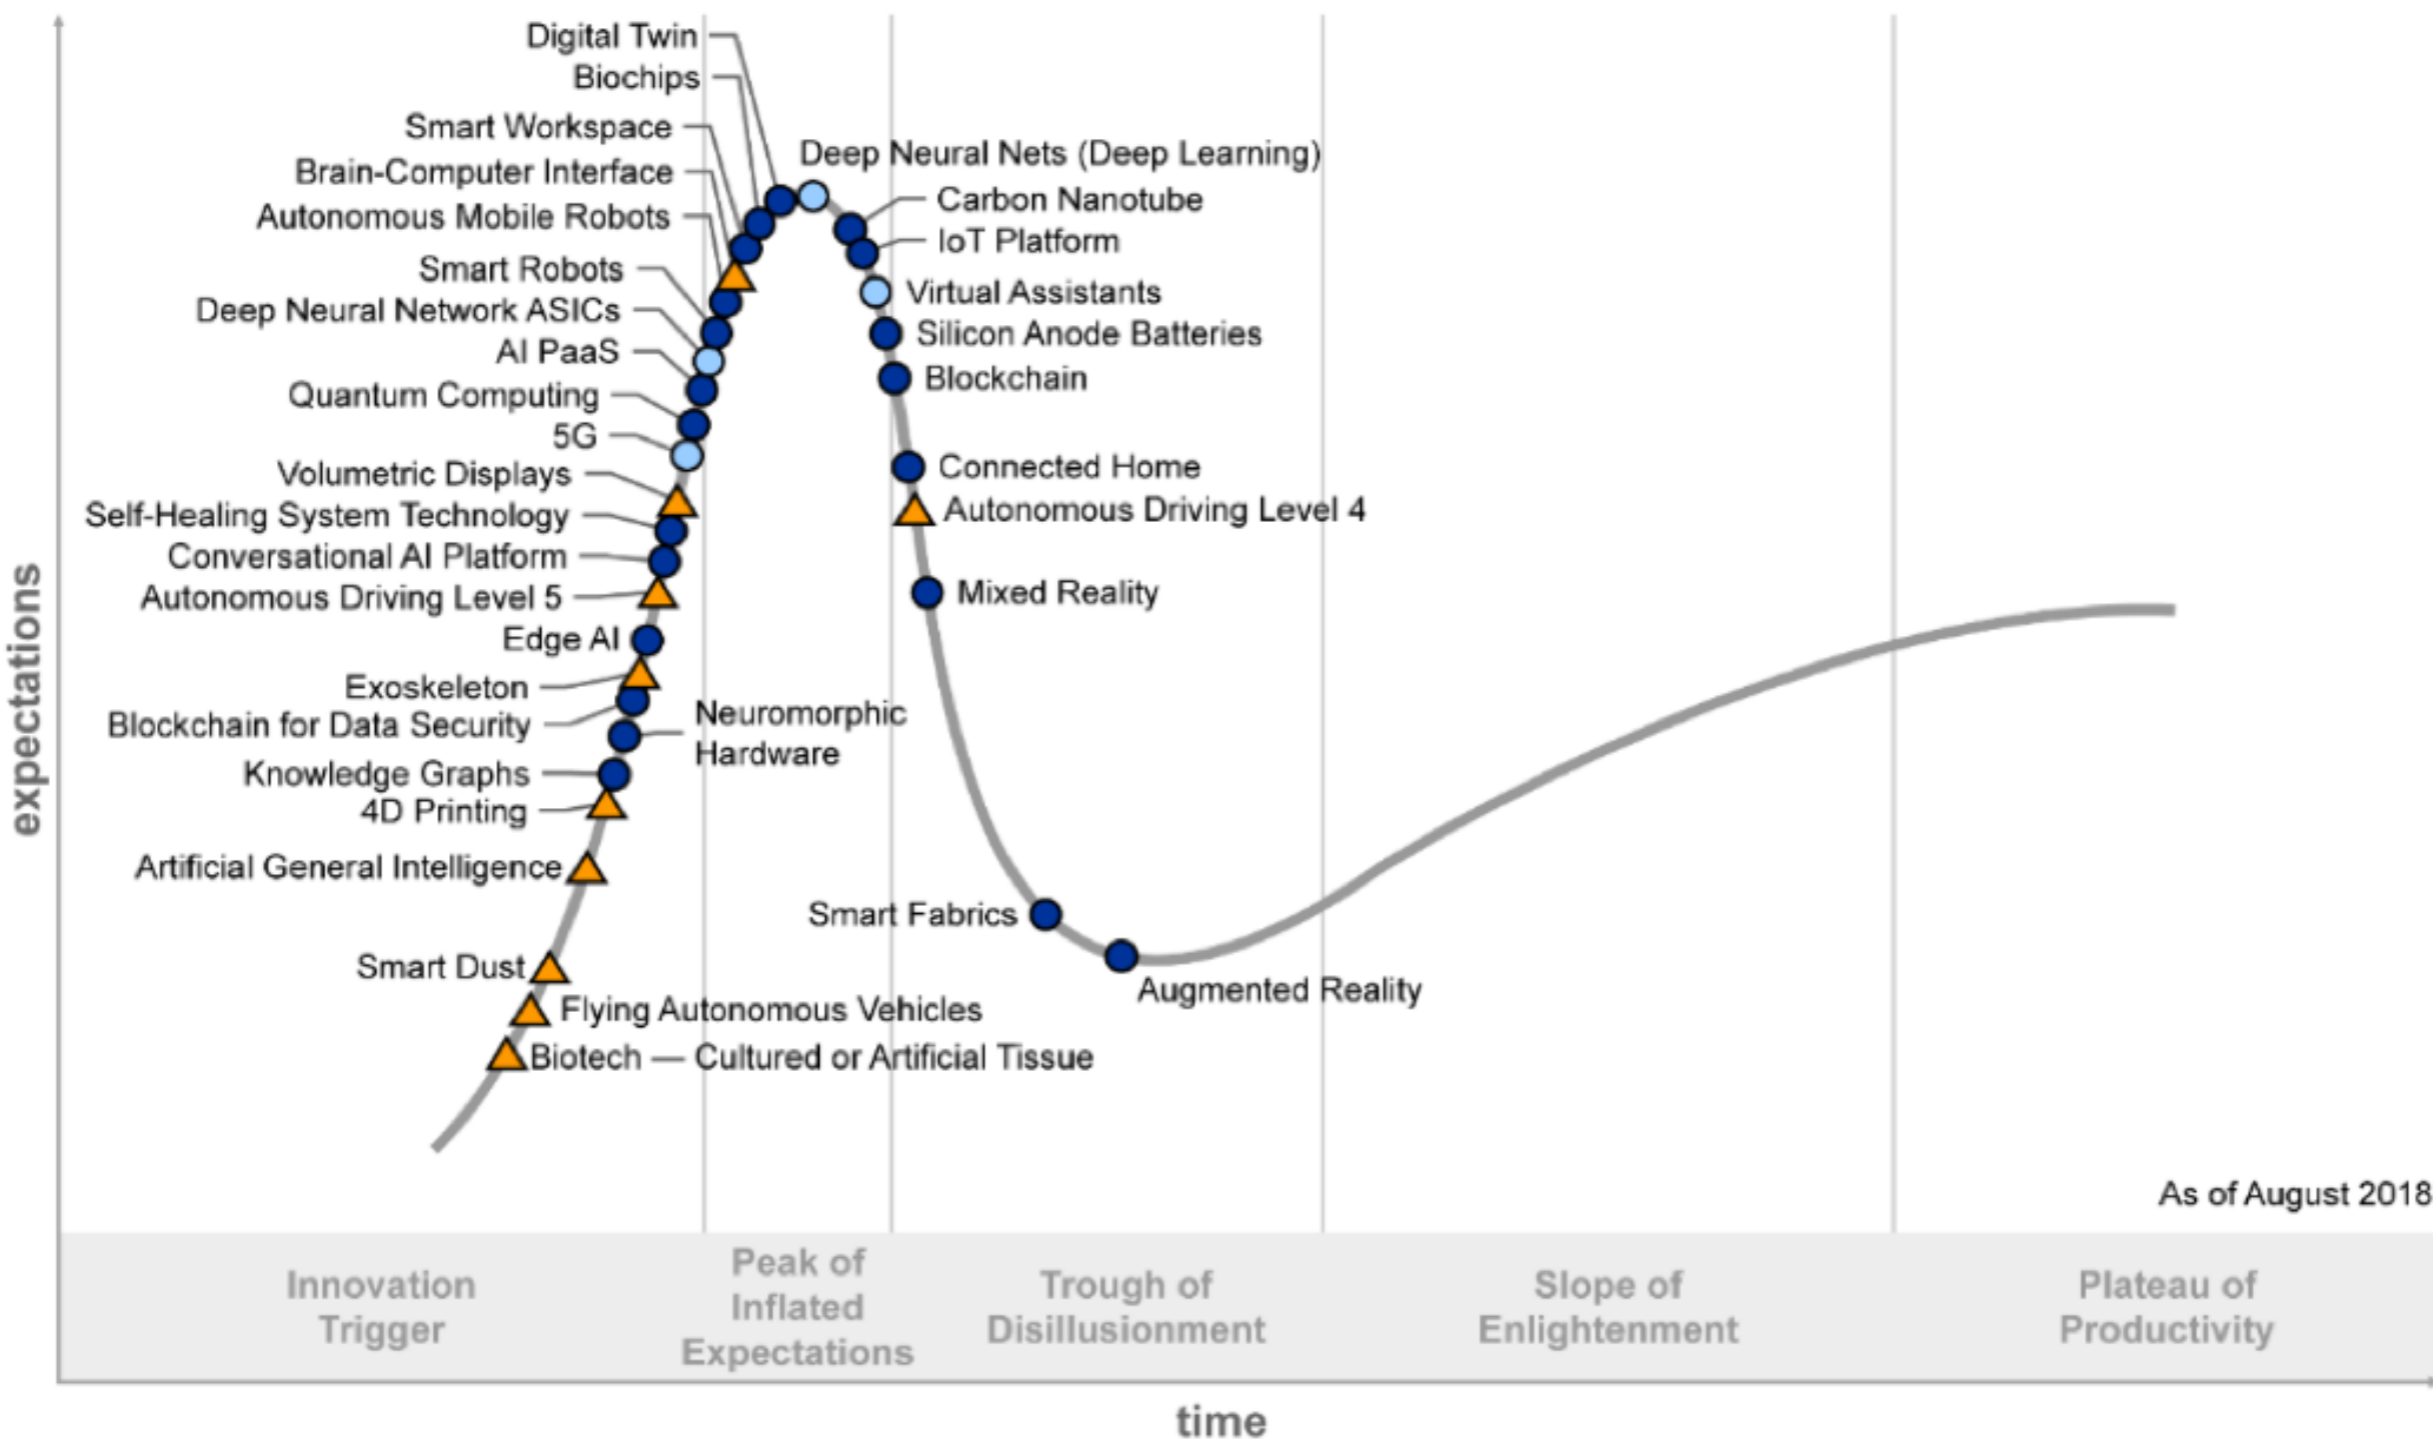 Digital Twin
Biochips
Smart Workspace
Brain-Computer Interface
Autonomous Mobile Robots
Smart Robots
Deep Neural Network ASICs
AI PaaS
Quantum Computing
5G
Volumetric Displays
Self-Healing System Technology
Conversational AI Platform
Autonomous Driving Level 5
Edge AI
Exoskeleton
Blockchain for Data Security
Neuromorphic
Hardware
Knowledge Graphs
4D Printing
Artificial General Intelligence
Smart Dust
Flying Autonomous Vehicles
Biotech — Cultured or Artificial Tissue
Deep Neural Nets (Deep Learning)
Carbon Nanotube
IoT Platform
Virtual Assistants
Silicon Anode Batteries
Blockchain
Connected Home
Autonomous Driving Level 4
Mixed Reality
Smart Fabrics
Augmented Reality
As of August 2018
expectations
Innovation
Trigger
Peak of
Inflated
Expectations
Trough of
Disillusionment
Slope of
Enlightenment
Plateau of
Productivity
time